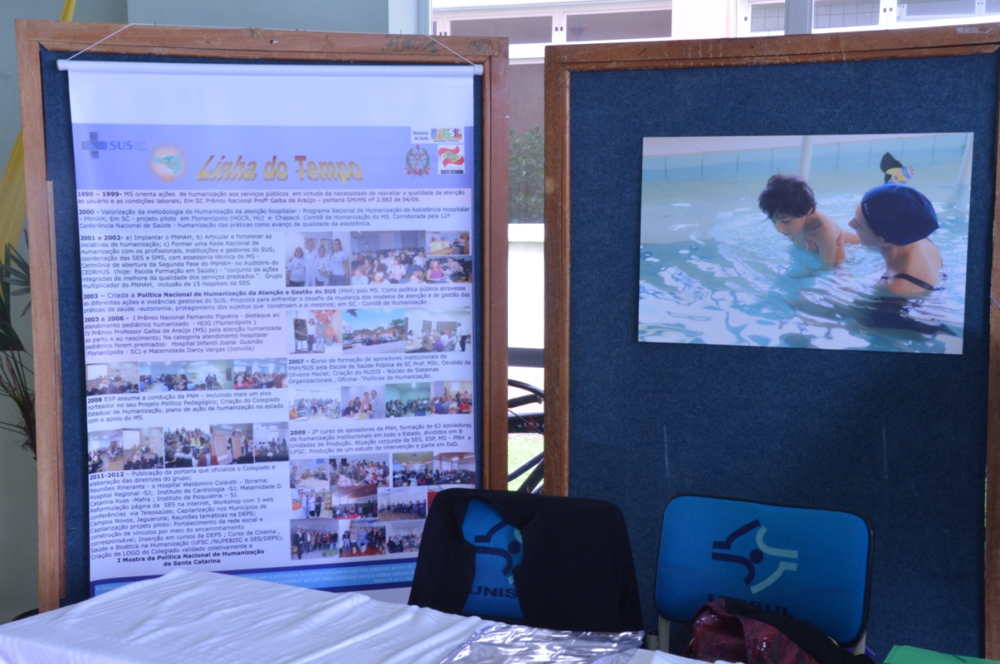 SUS
Ministério
da Saúde
BRASIL
SANTA CATARINA
Linha do Tempo
1998 – 1999- MS orienta ações de humanização aos serviços públicos em virtude da necessidade de reavaliar a qualidade da atenção
ao usuário e as condições laborais; Em SC Prêmio Nacional Profº Galba de Araújo – portaria GM/MS nº 2.883 de 04/06.
2000 – Valorização da metodologia de Humanização da atenção hospitalar - Programa Nacional de Humanização de Assistência Hospitalar
- PNHAH; Em SC - projeto piloto em Florianópolis (HGCR, HU) e Chapecó. Comitê de Humanização do MS. Corroborada pela 12ª
Conferência Nacional de Saúde - humanização das práticas como avanço de qualidade da assistência.
2001 e 2002- a) Implantar o PNHAH; b) Articular e fortalecer as
iniciativas de humanização; c) Formar uma Rede Nacional de
Humanização com os profissionais, instituições e gestores do SUS;
coordenação das SES e SMS, com assessoria técnica do MS -
Cerimônia de abertura da Segunda Fase do PNHAH- no Auditório do
CEDRHUS (hoje: Escola Formação em Saúde) - "conjunto de ações
integradas de melhora da qualidade dos serviços prestados ". Grupo
multiplicador do PNHAH, inclusão de 15 hospitais da SES.
2003 – Criada a Política Nacional de Humanização da Atenção e Gestão do SUS (PNH) pelo MS. Como política pública atravessa
as diferentes ações e instâncias gestoras do SUS; Proposta para enfrentar o desafio da mudança dos modelos de atenção e de gestão das
práticas de saúde –autonomia, protagonismo dos sujeitos que constroem a si mesmos; em SC - Comitê de Humanização .
2003 a 2006 – I Prêmio Nacional Fernando Figueira - destaque ao
atendimento pediátrico humanizado - HIJG (Florianópolis )
IV Prêmio Professor Galba de Araújo (MS) pela atenção humanizada
ao parto e ao nascimento; Na categoria atendimento hospitalar
pediátrico foram premiados: Hospital Infantil Joana Gusmão
(Florianópolis - SC) e Maternidade Darcy Vargas (Joinville)
2007 – Curso de formação de apoiadores institucionais da
PNH/SUS pela Escola de Saúde Pública de SC Prof. MSc. Osvaldo de
Oliveira Maciel; Criação do NUSIS - Núcleo de Sistemas
Organizacionais , Oficina- "Políticas de Humanização.
2008 ESP assume a condução da PNH – incluindo mais um eixo
norteador no seu Projeto Político Pedagógico; Criação do Colegiado
Estadual de Humanização, plano de ação de humanização no estado
com o apoio do MS.
2009 - 2º curso de apoiadores da PNH, formação de 63 apoiadores
de humanização institucionais em todo o Estado, divididos em 8
Unidades de Produção. Atuação conjunta da SES, ESP, MS – PNH e
UFSC. Produção de um estudo de intervenção e parte em EaD.
2011-2012 – Publicação da portaria que oficializa o Colegiado e
elaboração das diretrizes do grupo;
Reuniões itinerante - o Hospital Waldomiro Colautti – Ibirama;
Hospital Regional -SJ; Instituto de Cardiologia -SJ; Maternidade D.
Catarina Kuss -Mafra ; Instituto de Psiquiatria – SJ.
Reformulação página da SES na internet, Workshop com 3 web
conferências via Telessaúde; Capilarização nos Municípios de
Campos Novos, Jaguaruna; Reuniões temáticas na DEPS;
Capilarização projeto piloto: Fortalecimento da rede social e
construção de vínculos por meio do encaminhamento
corresponsável; Inserção em cursos da DEPS ; Curso de Cinema ,
Saúde e Bioética na Humanização (UFSC /NUPEBISC e SES/DEPS);
Criação de LOGO do Colegiado validado coletivamente e
I Mostra da Política Nacional de Humanização
de Santa Catarina
UNIS
UNISUL